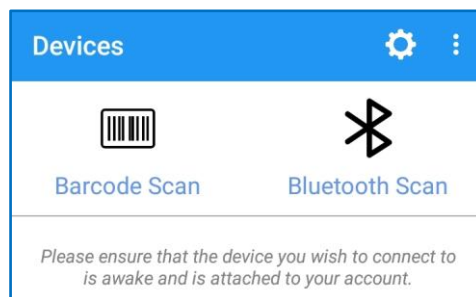 Devices
Barcode Scan
Bluetooth Scan
Please ensure that the device you wish to connect to
is awake and is attached to your account.